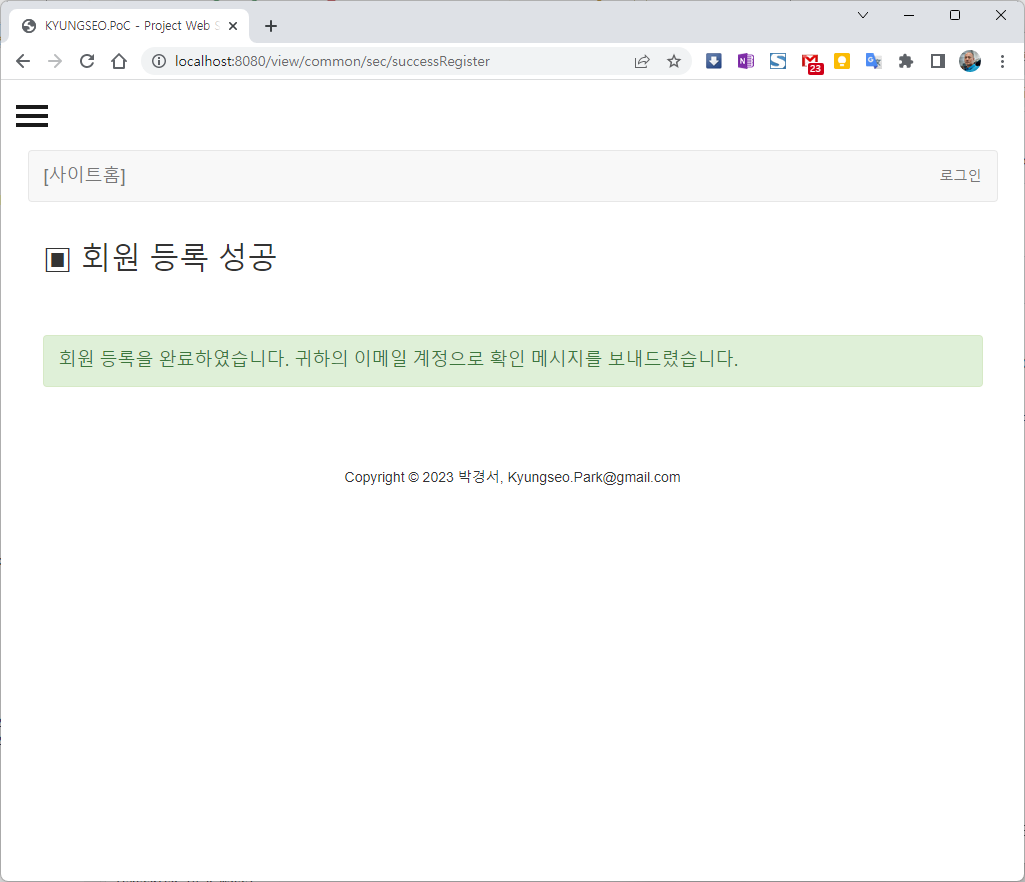 KYUNGSEO.PoC - Project Web
localhost:8080/view/common/sec/successRegister
23
[사이트홈]
로그인
▣ 회원 등록 성공
회원 등록을 완료하였습니다. 귀하의 이메일 계정으로 확인 메시지를 보내드렸습니다.
Copyright © 2023 박경서, Kyungseo.Park@gmail.com